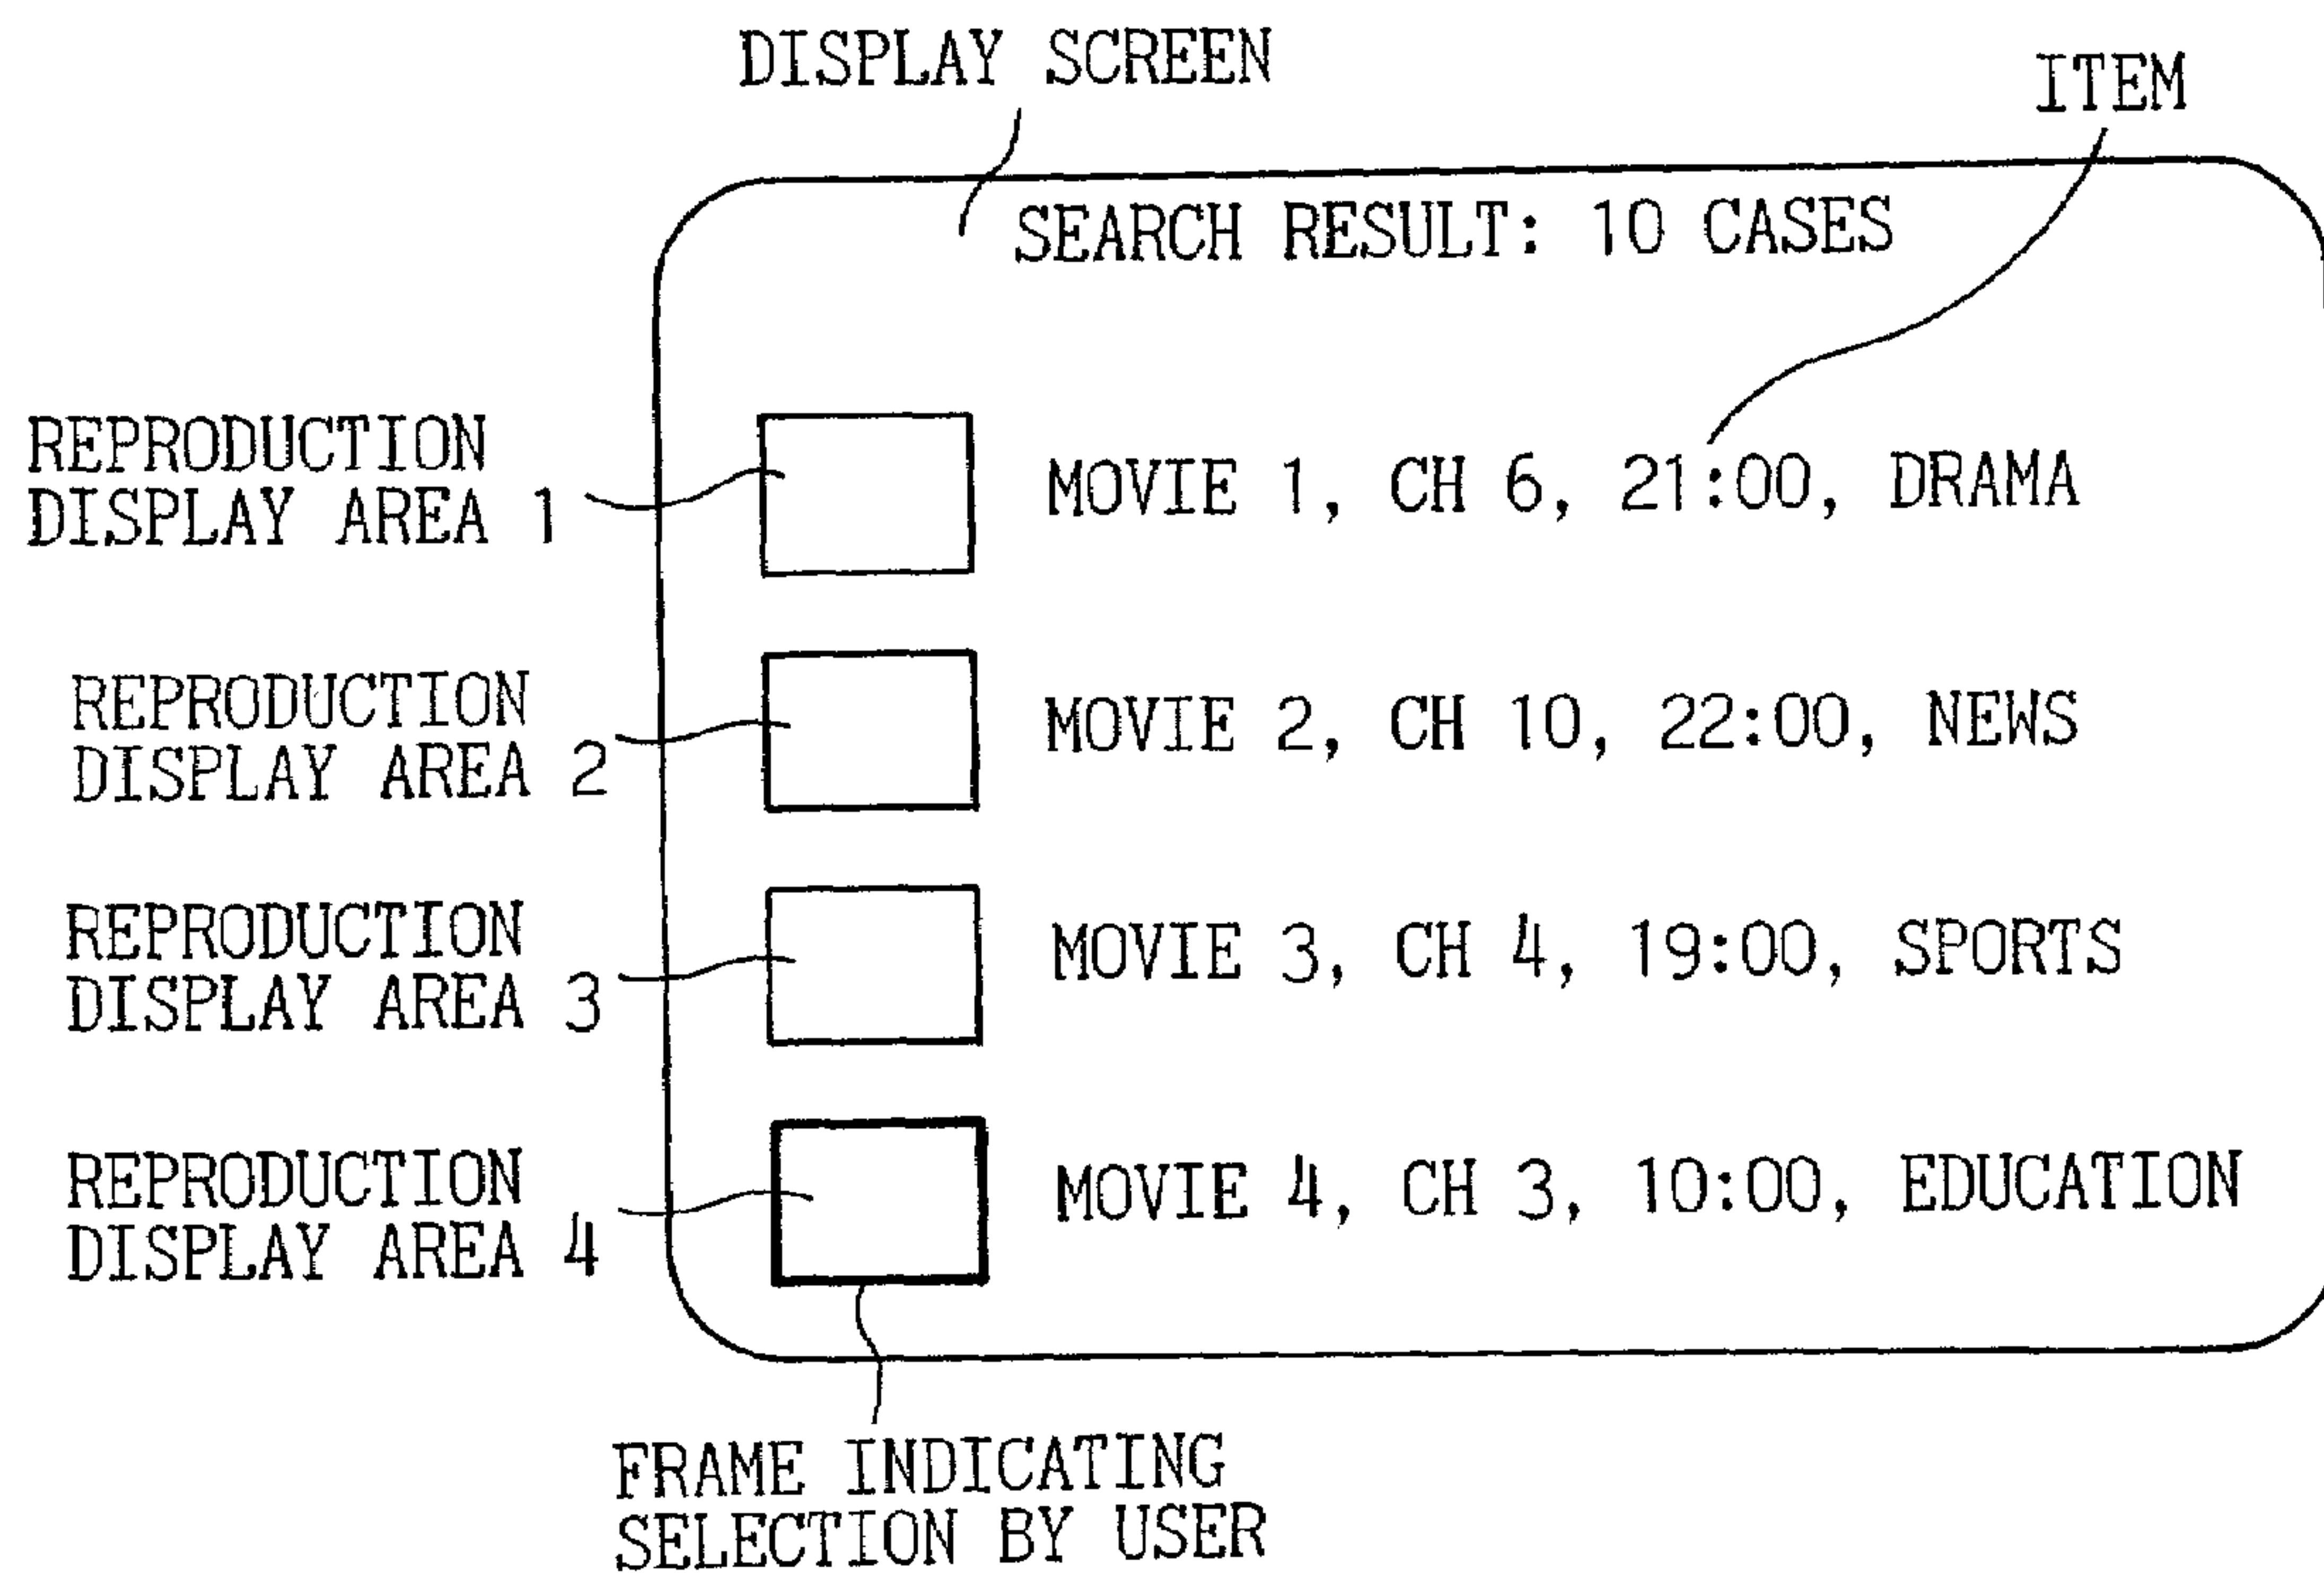 DISPLAY SCREEN
ITEM
SEARCH RESULT: 10 CASES
REPRODUCTION
DISPLAY AREA 1
MOVIE 1, CH 6, 21:00, DRAMA
REPRODUCTION
DISPLAY AREA 2
MOVIE 2, CH 10, 22:00, NEWS
REPRODUCTION
DISPLAY AREA 3
MOVIE 3, CH 4, 19:00, SPORTS
REPRODUCTION
DISPLAY AREA 4
MOVIE 4, CH 3, 10:00, EDUCATION
FRAME INDICATING
SELECTION BY USER